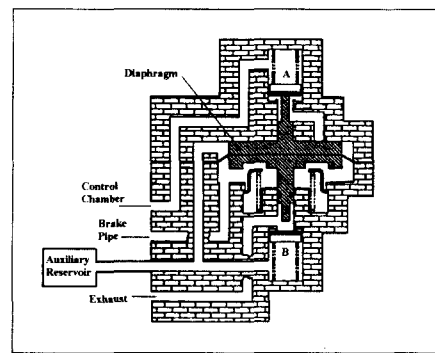 A
Diaphragm
Control
Chamber
Brake
Pipe
Auxiliary
Reservoir
B
Exhaust